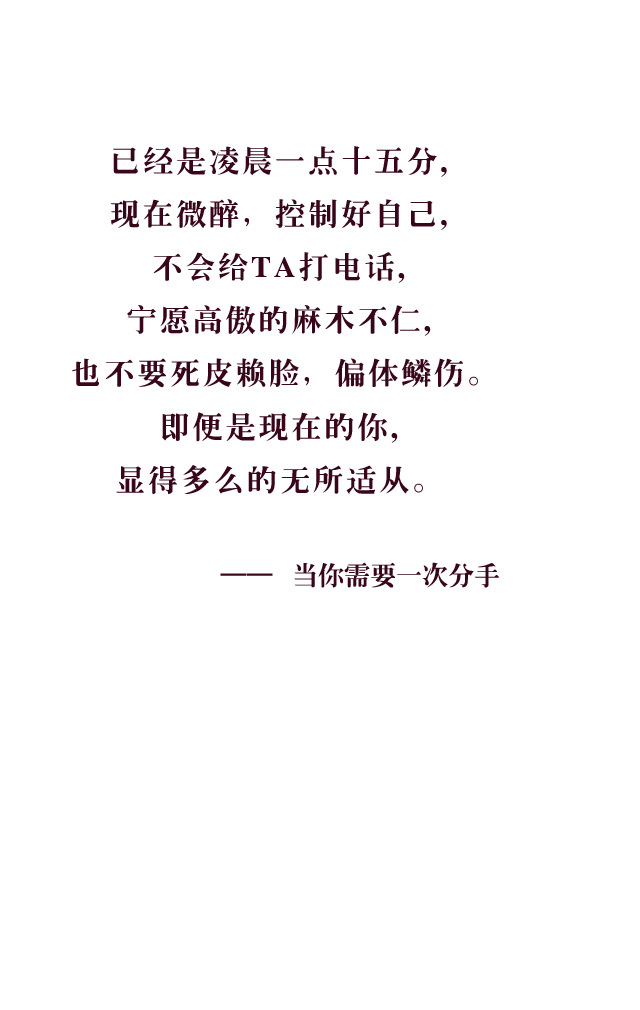 已经是凌晨一点十五分，
现在微醉，控制好自己，
不会给TA打电话，
宁愿高傲的麻木不仁，
也不要死皮赖脸，偏体鳞伤。
即便是现在的你，
显得多么的无所适从。
—— 当你需要一次分手